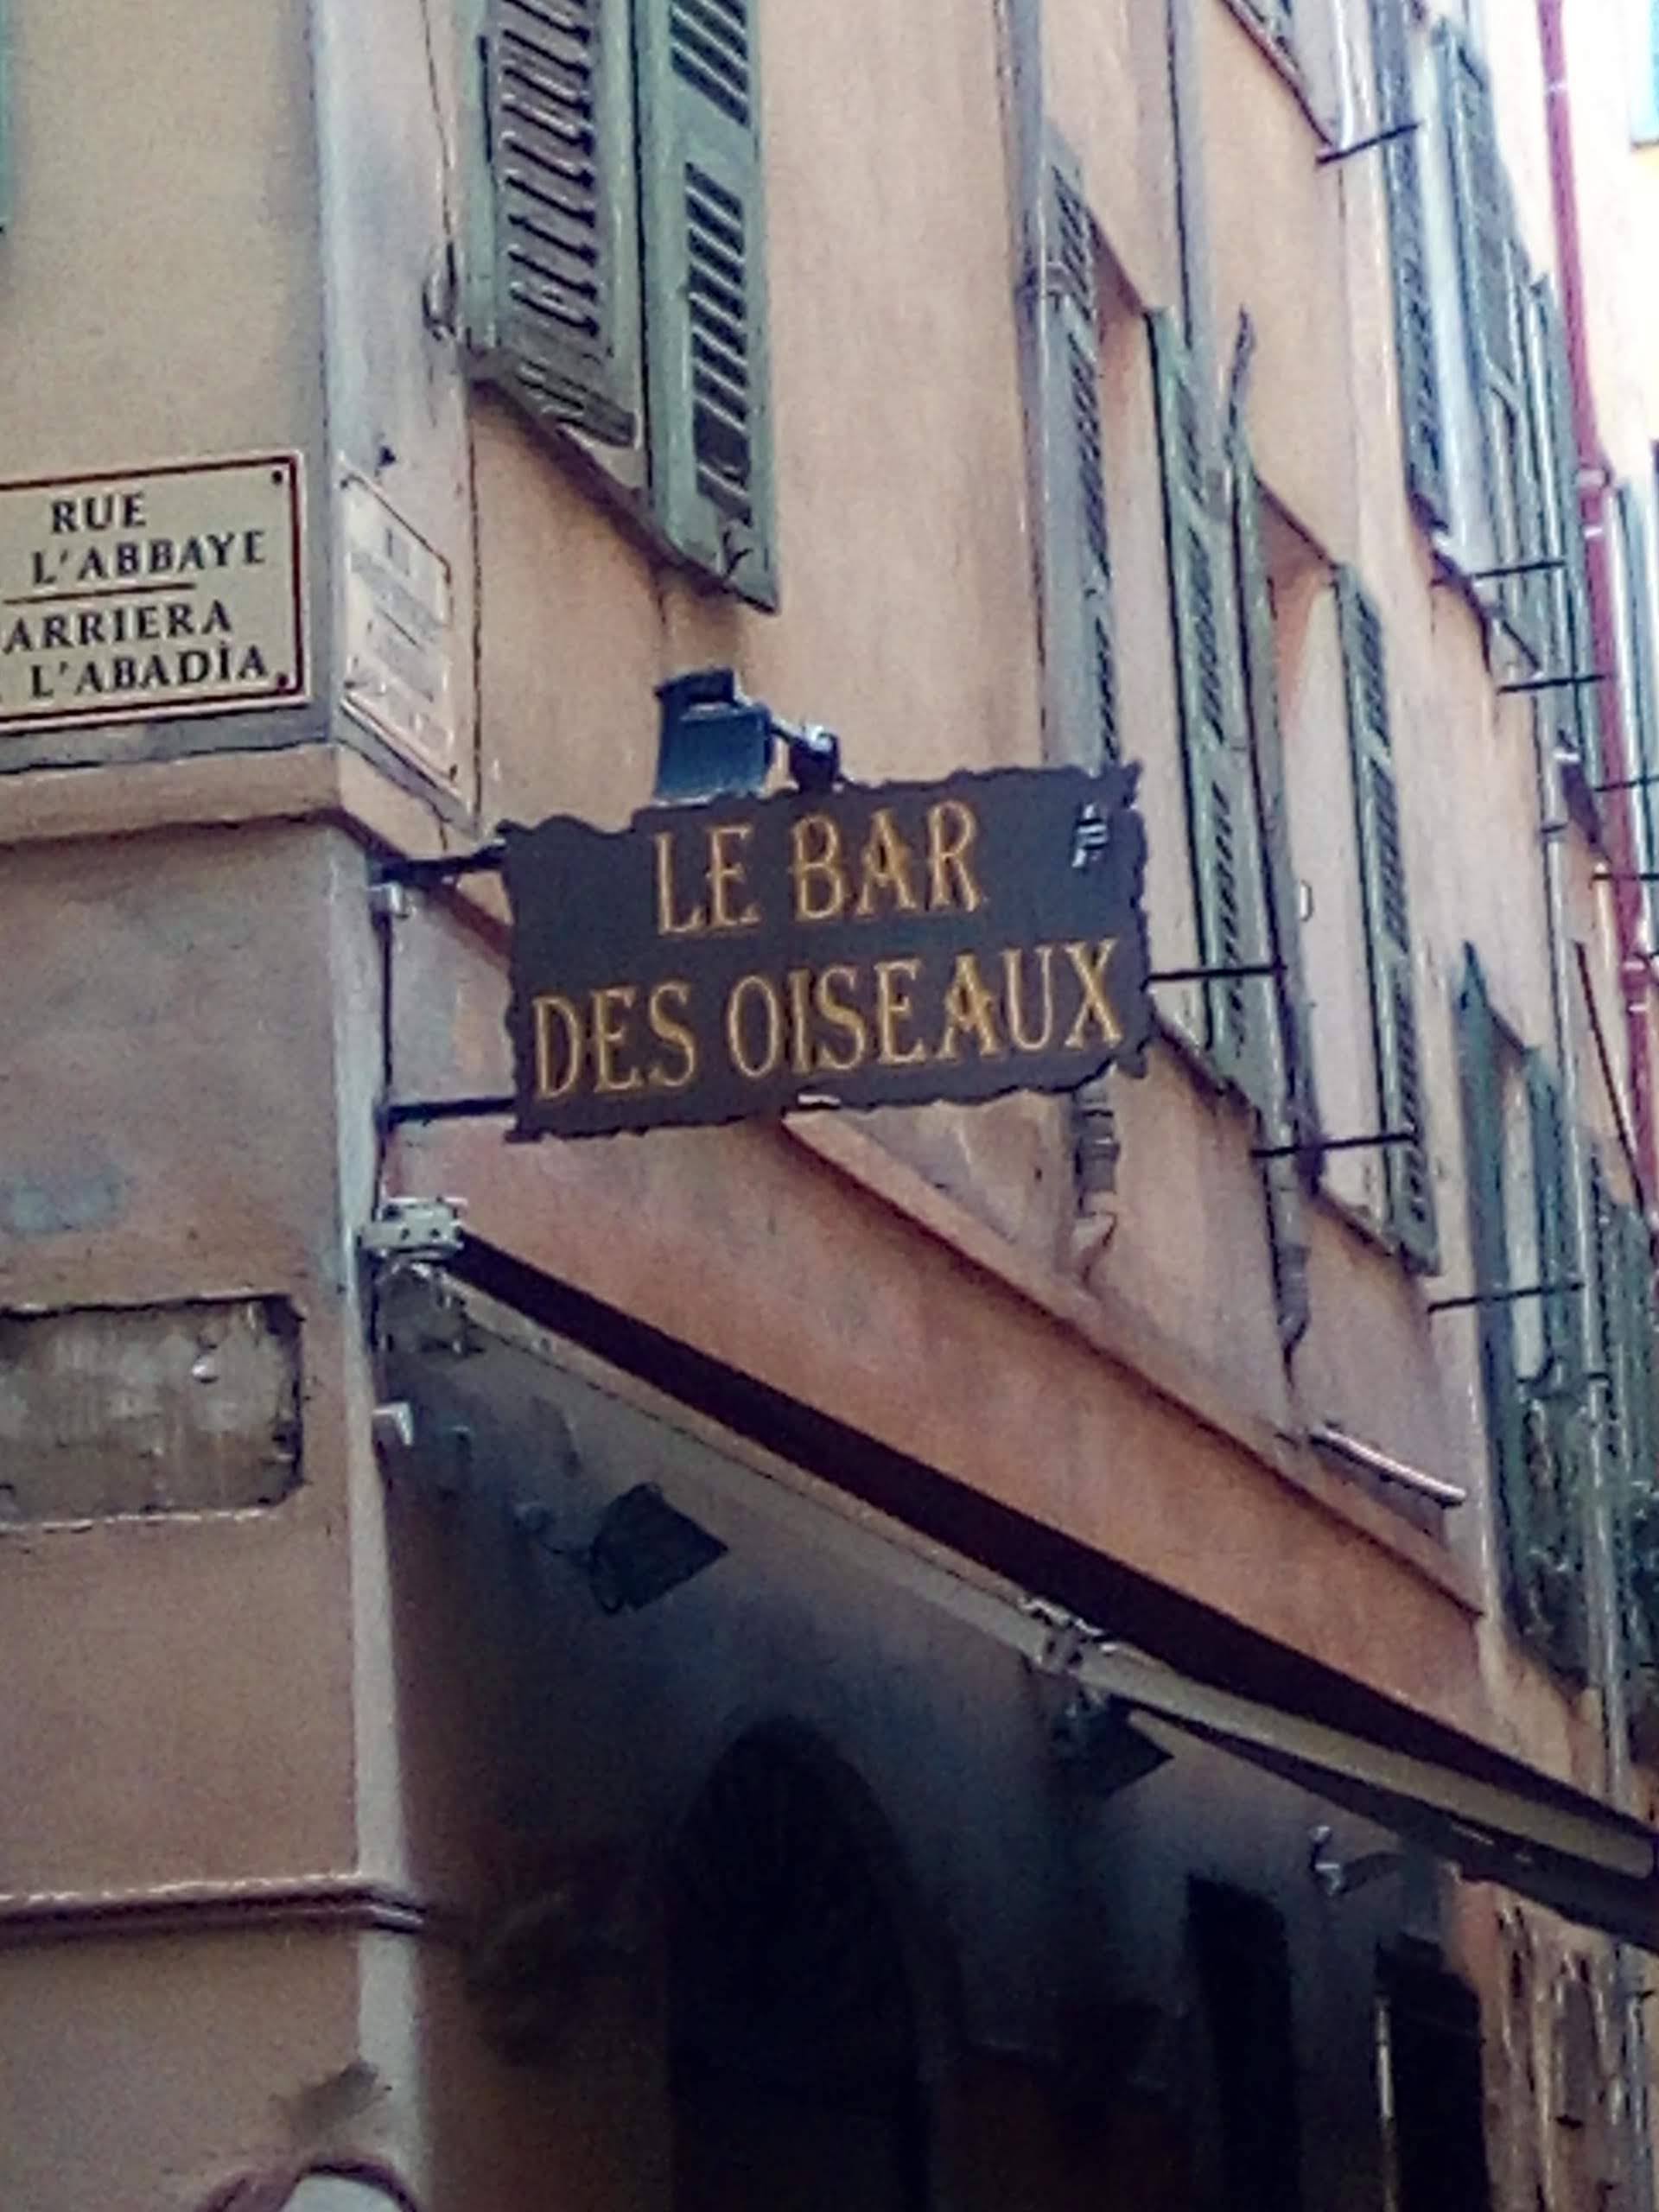 RUE
L'ABBAYE
ARRIERA
L'ABADÌA
LE BAR
DES OISEAUX